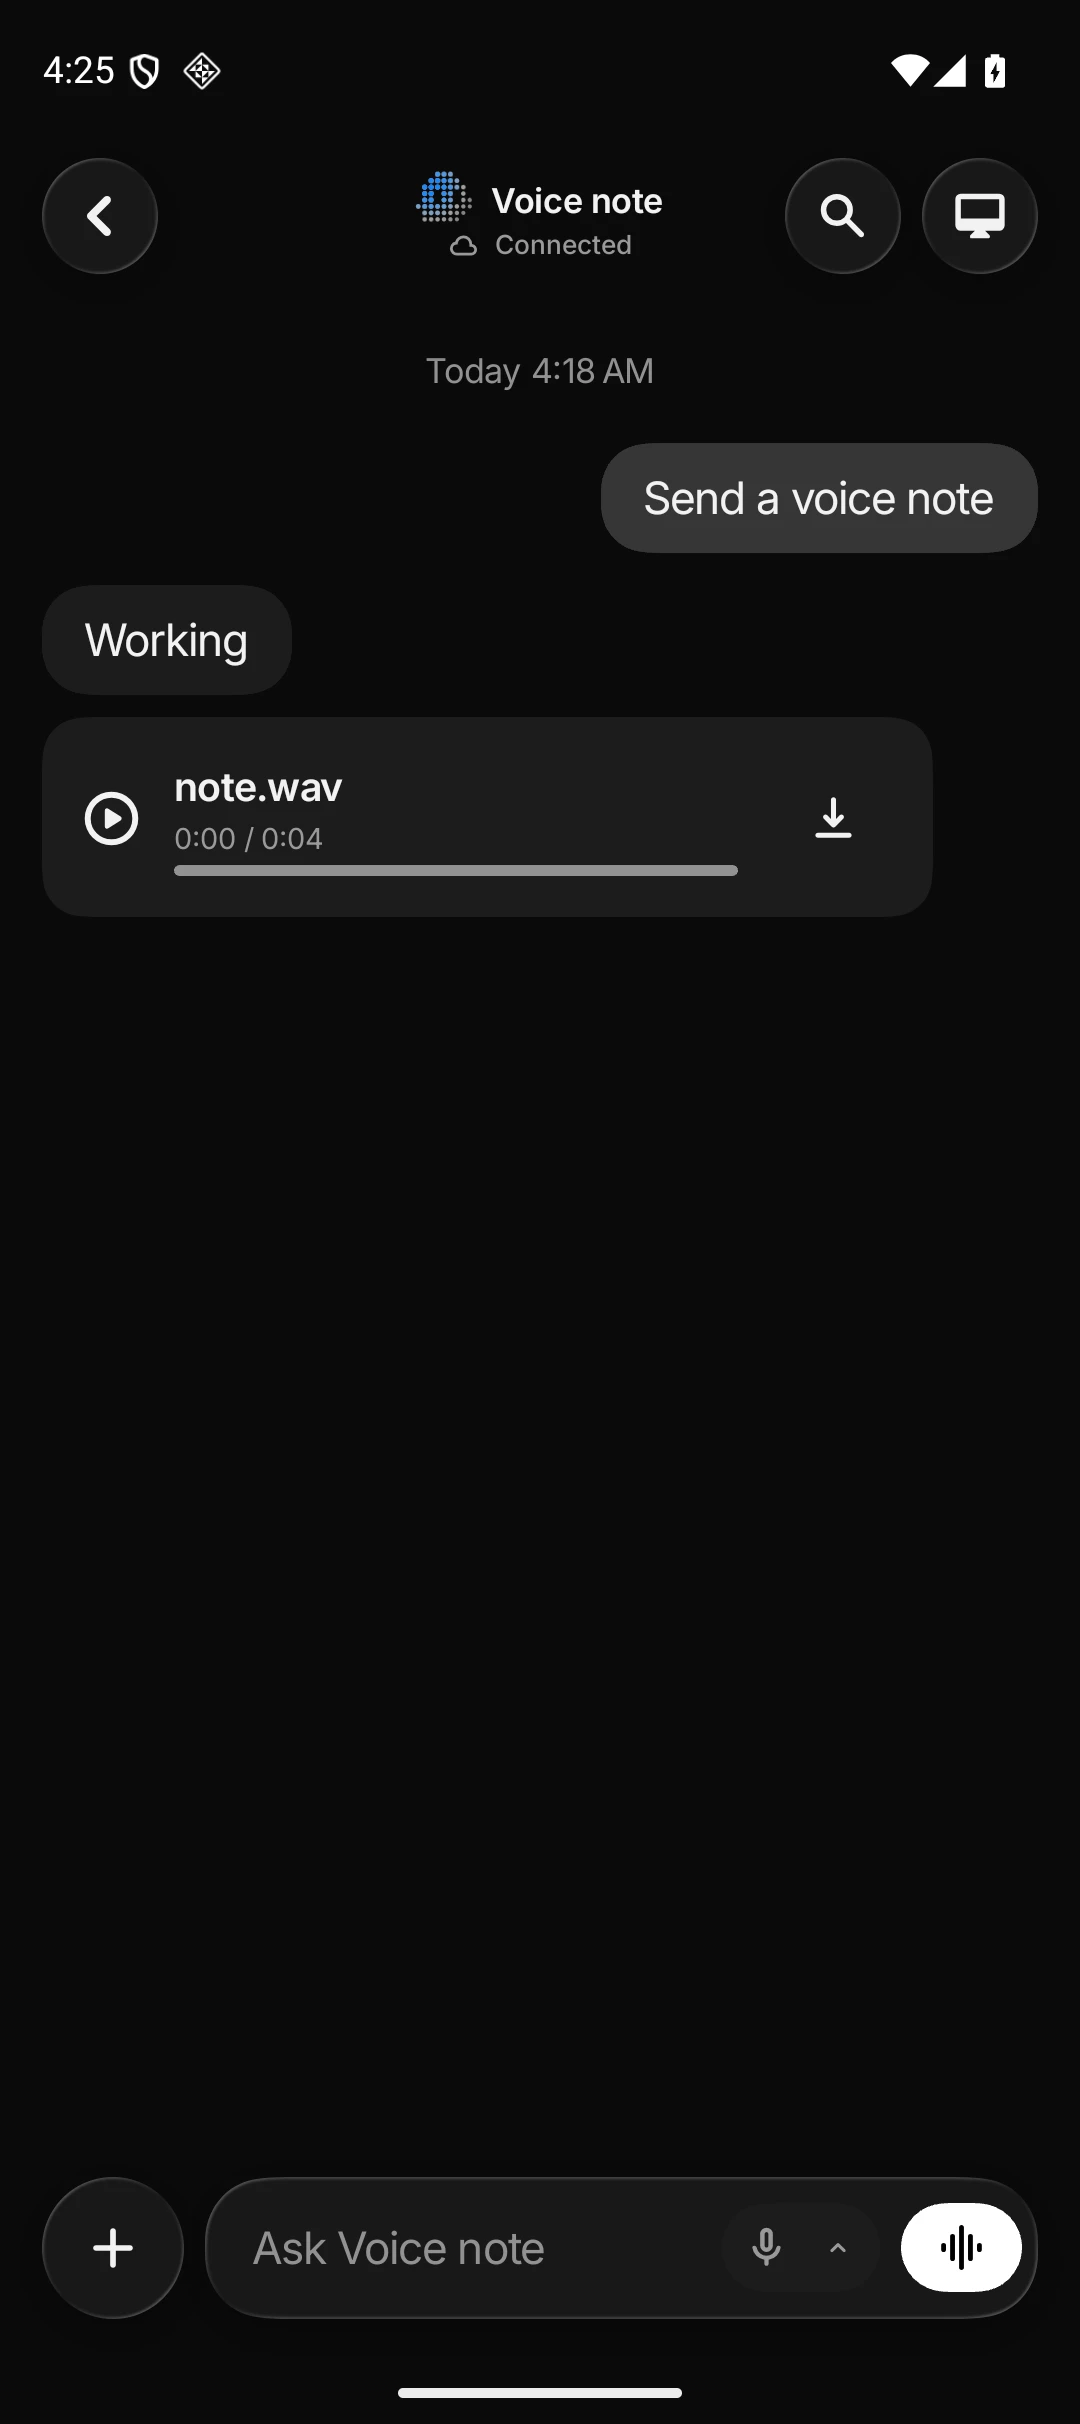 4:25
Voice note
Connected
Today 4:18 AM
Send a voice note
Working
note.wav
0:00 / 0:04
Ask Voice note